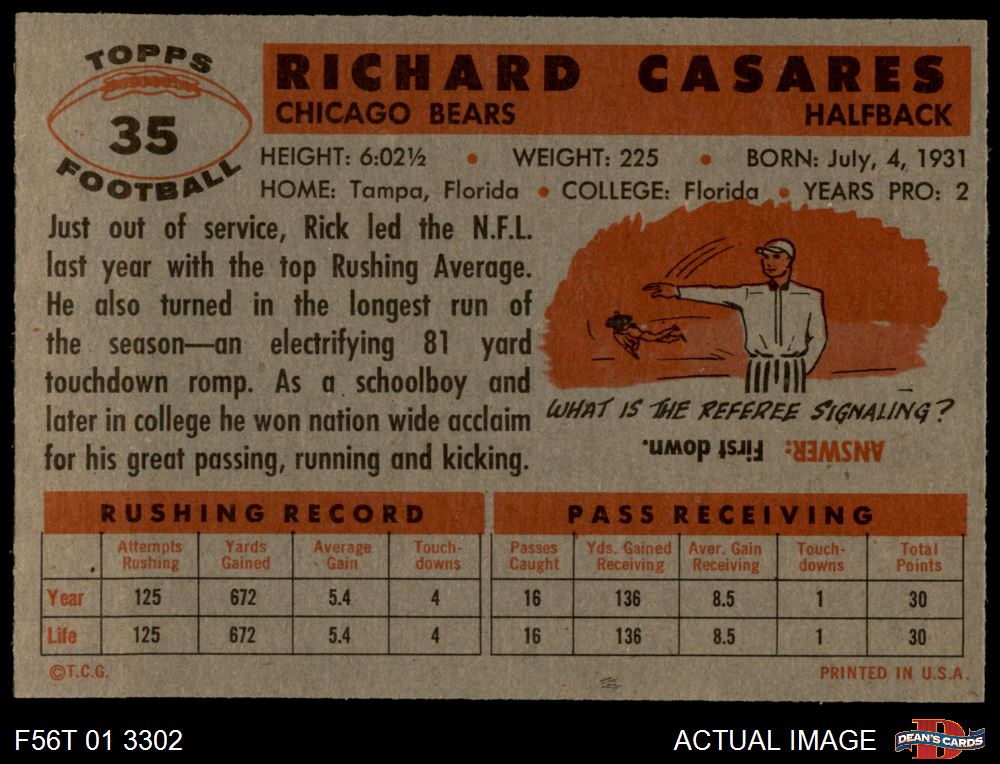 TOPPS
35
FOOTBALL
RICHARD CASARES
CHICAGO BEARS HALFBACK
HEIGHT: 6:02½ • WEIGHT: 225 • BORN: July, 4, 1931
HOME: Tampa, Florida • COLLEGE: Florida • YEARS PRO: 2
Just out of service, Rick led the N.F.L.
last year with the top Rushing Average.
He also turned in the longest run of
the season—an electrifying 81 yard
touchdown romp. As a schoolboy and
later in college he won nation wide acclaim
for his great passing, running and kicking.
WHAT IS THE REFEREE SIGNALING?
ANSWER: First down.
RUSHING RECORD
Attempts Rushing Yards Gained Average Gain Touch-downs
Year 125 672 5.4 4
Life 125 672 5.4 4
PASS RECEIVING
Passes Caught Yds. Gained Receiving Aver. Gain Receiving Touch-downs Total Points
16 136 8.5 1 30
16 136 8.5 1 30
©T.C.G. PRINTED IN U.S.A.
F56T 01 3302 ACTUAL IMAGE DEAN'S CARDS